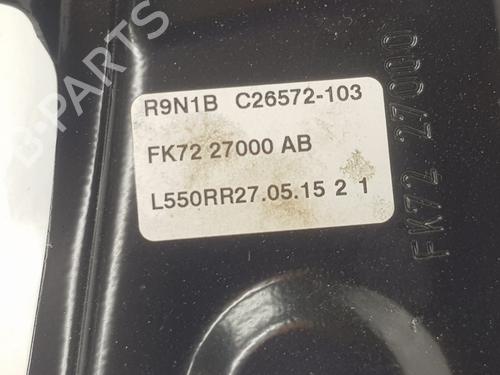 R9N1B C26572-103
FK72 27000 AB
L550RR27.05.15 2 1
FK72 27000
B-PARTS